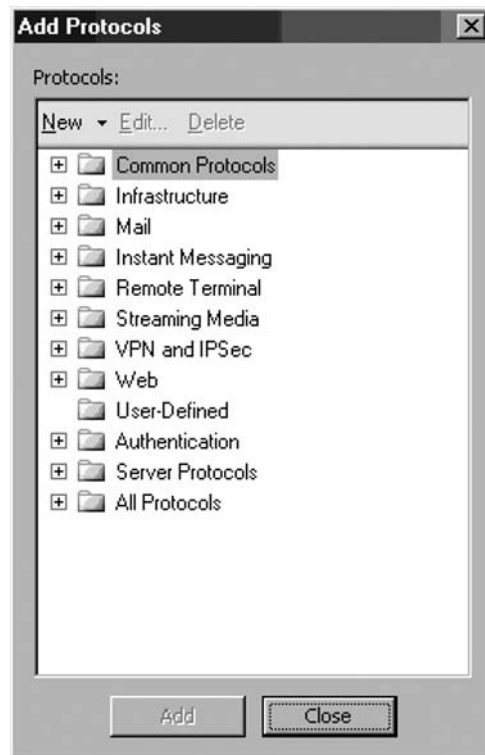 Add Protocols
Protocols:
New Edit... Delete
Common Protocols
Infrastructure
Mail
Instant Messaging
Remote Terminal
Streaming Media
VPN and IPSec
Web
User-Defined
Authentication
Server Protocols
All Protocols
Add Close